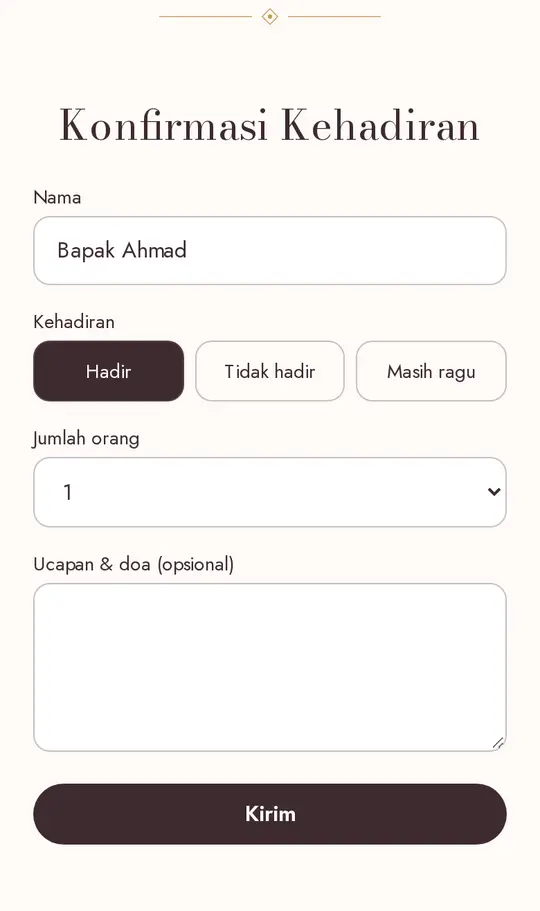 Konfirmasi Kehadiran
Nama
Bapak Ahmad
Kehadiran
Hadir
Tidak hadir
Masih ragu
Jumlah orang
1
Ucapan & doa (opsional)
Kirim